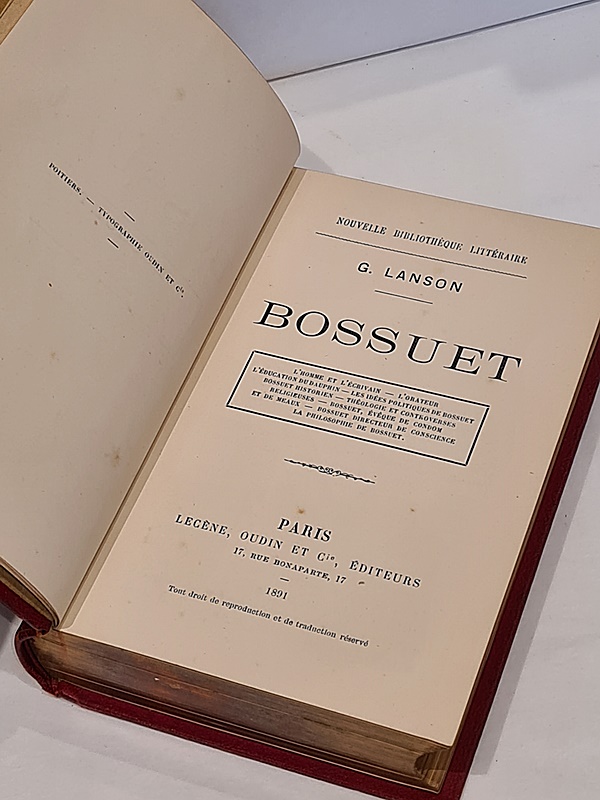 POITIERS. — TYPOGRAPHIE OUDIN ET Cie.
NOUVELLE BIBLIOTHÈQUE LITTÉRAIRE
G. LANSON
BOSSUET
L'HOMME ET L'ÉCRIVAIN — L'ORATEUR
L'ÉDUCATION DU DAUPHIN — LES IDÉES POLITIQUES DE BOSSUET
BOSSUET HISTORIEN — THÉOLOGIE ET CONTROVERSES
RELIGIEUSES — BOSSUET, ÉVÊQUE DE CONDOM
ET DE MEAUX — BOSSUET DIRECTEUR DE CONSCIENCE
LA PHILOSOPHIE DE BOSSUET.
PARIS
LECÈNE, OUDIN ET Cie, ÉDITEURS
17, RUE BONAPARTE, 17
1891
Tout droit de reproduction et de traduction réservé